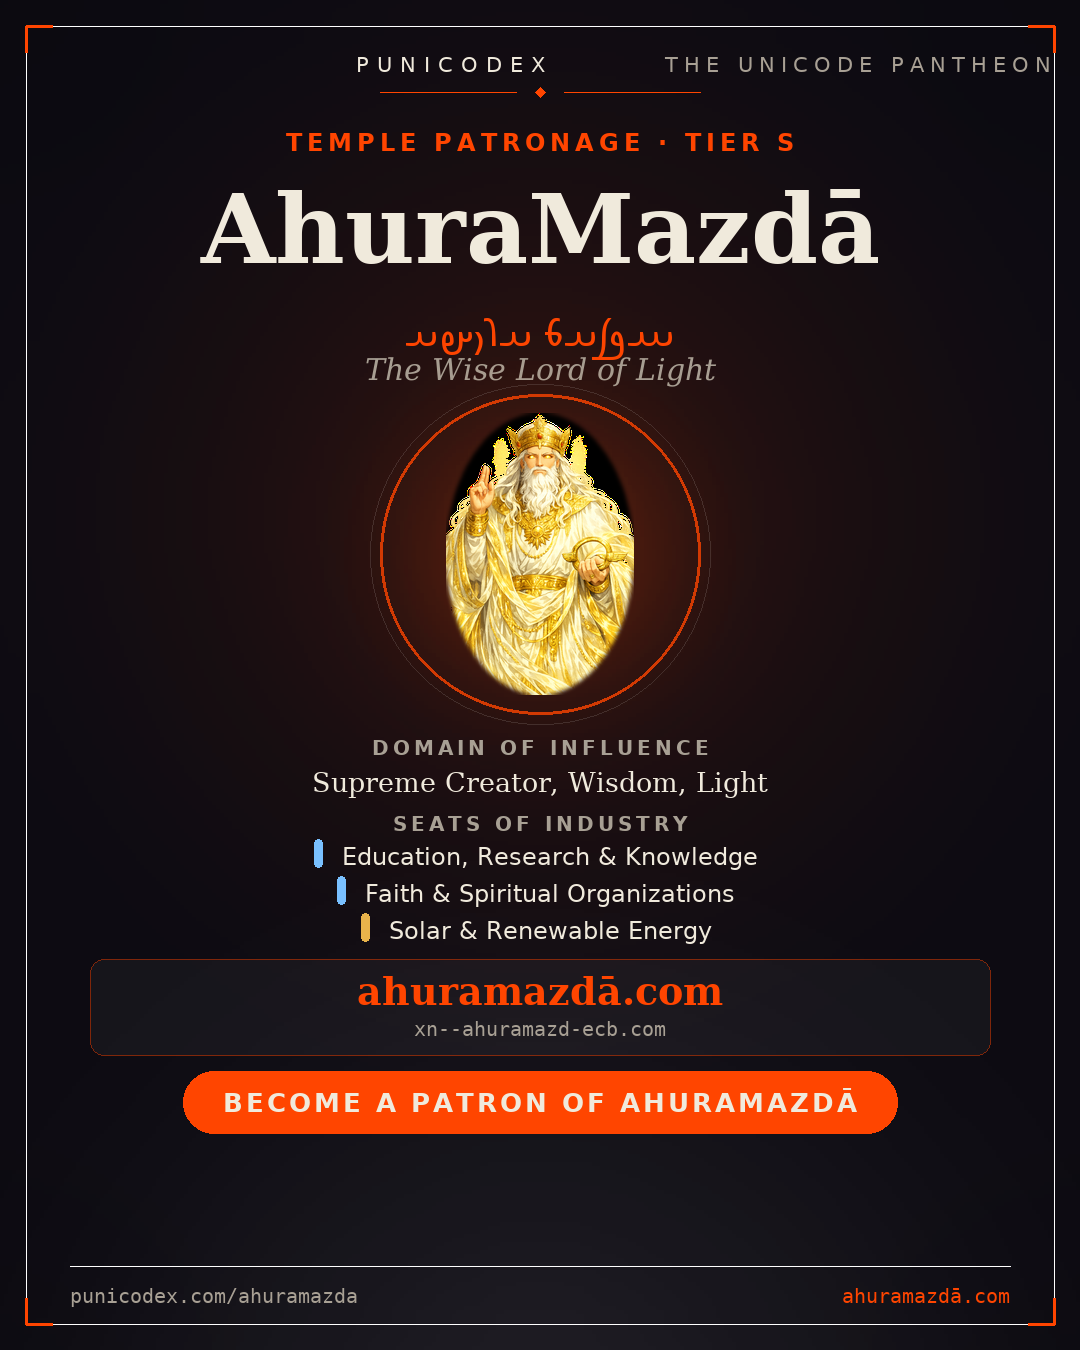 PUNICODEX THE UNICODE PANTHEON
TEMPLE PATRONAGE · TIER S
AhuraMazdā
𐬀𐬵𐬎𐬭𐬀 𐬨𐬀𐬰𐬛𐬁
The Wise Lord of Light
DOMAIN OF INFLUENCE
Supreme Creator, Wisdom, Light
SEATS OF INDUSTRY
Education, Research & Knowledge
Faith & Spiritual Organizations
Solar & Renewable Energy
ahuramazdā.com
xn--ahuramazd-ecb.com
BECOME A PATRON OF AHURAMAZDĀ
punicodex.com/ahuramazda
ahuramazdā.com